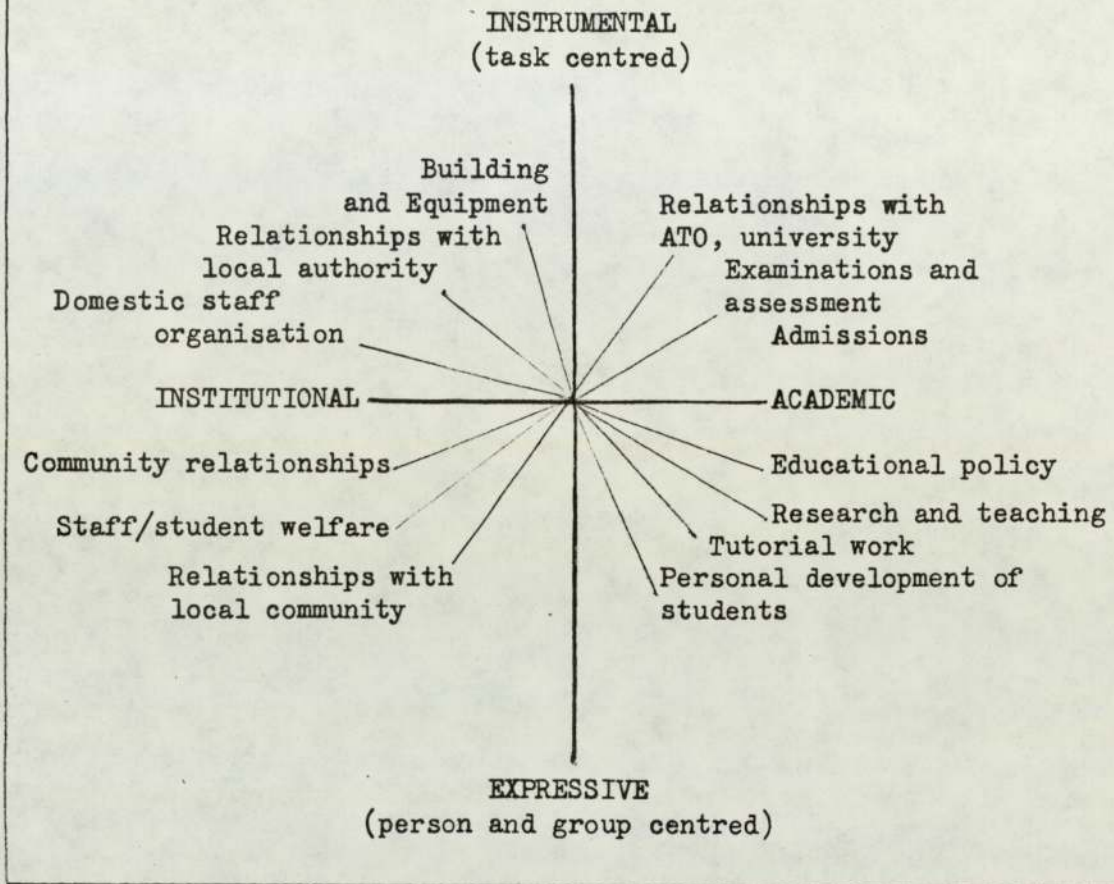 INSTRUMENTAL
(task centred)
Building
and Equipment
Relationships with
local authority
Domestic staff
organisation
Relationships with
ATO, university
Examinations and
assessment
Admissions
INSTITUTIONAL
ACADEMIC
Community relationships
Staff/student welfare
Relationships with
local community
Educational policy
Research and teaching
Tutorial work
Personal development of
students
EXPRESSIVE
(person and group centred)